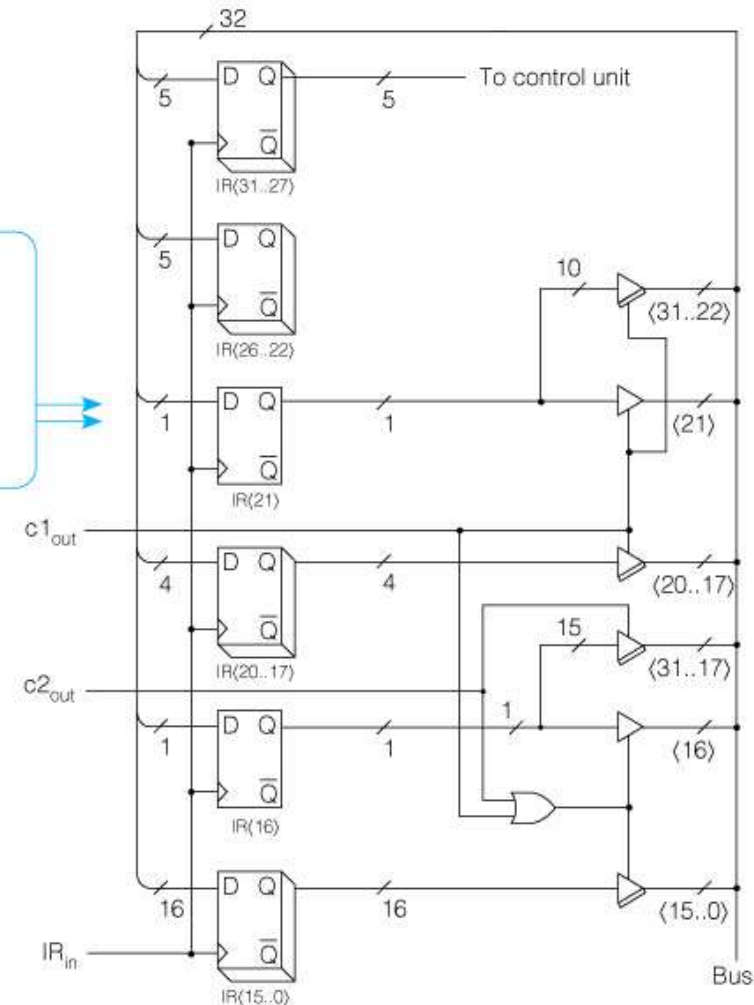 32
D Q
5
5
To control unit
Q
IR⟨31..27⟩
D Q
5
Q
IR⟨26..22⟩
10
⟨31..22⟩
D Q
1
1
⟨21⟩
Q
IR⟨21⟩
c1out
D Q
4
4
⟨20..17⟩
Q
IR⟨20..17⟩
15
⟨31..17⟩
c2out
D Q
1
1
1
⟨16⟩
Q
IR⟨16⟩
D Q
16
16
⟨15..0⟩
Q
IRin
IR⟨15..0⟩
Bus